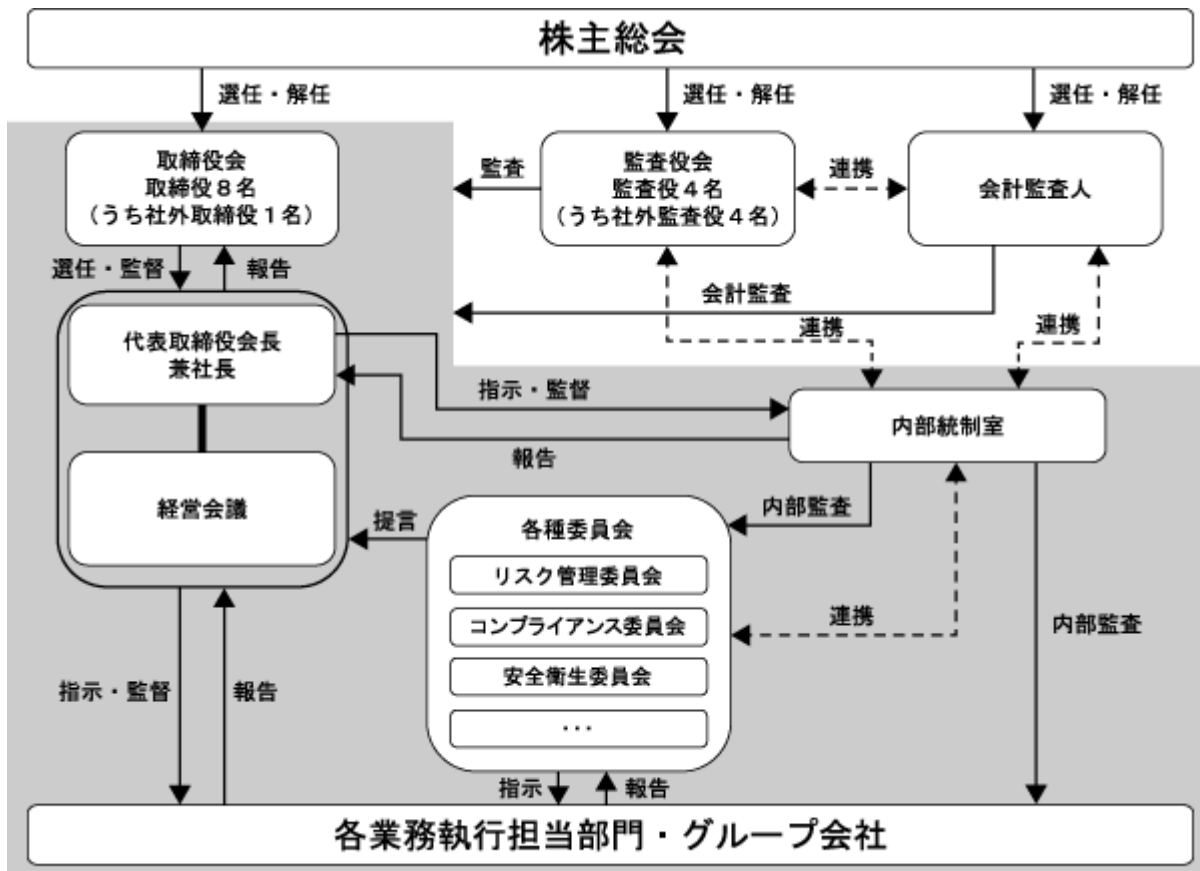 株主総会
選任・解任
選任・解任
選任・解任
取締役会
取締役８名
（うち社外取締役１名）
監査
監査役会
監査役４名
（うち社外監査役４名）
連携
会計監査人
選任・監督
報告
会計監査
連携
連携
代表取締役会長
兼社長
指示・監督
内部統制室
報告
経営会議
提言
内部監査
各種委員会
リスク管理委員会
コンプライアンス委員会
安全衛生委員会
・・・
連携
内部監査
指示・監督
報告
指示
報告
各業務執行担当部門・グループ会社